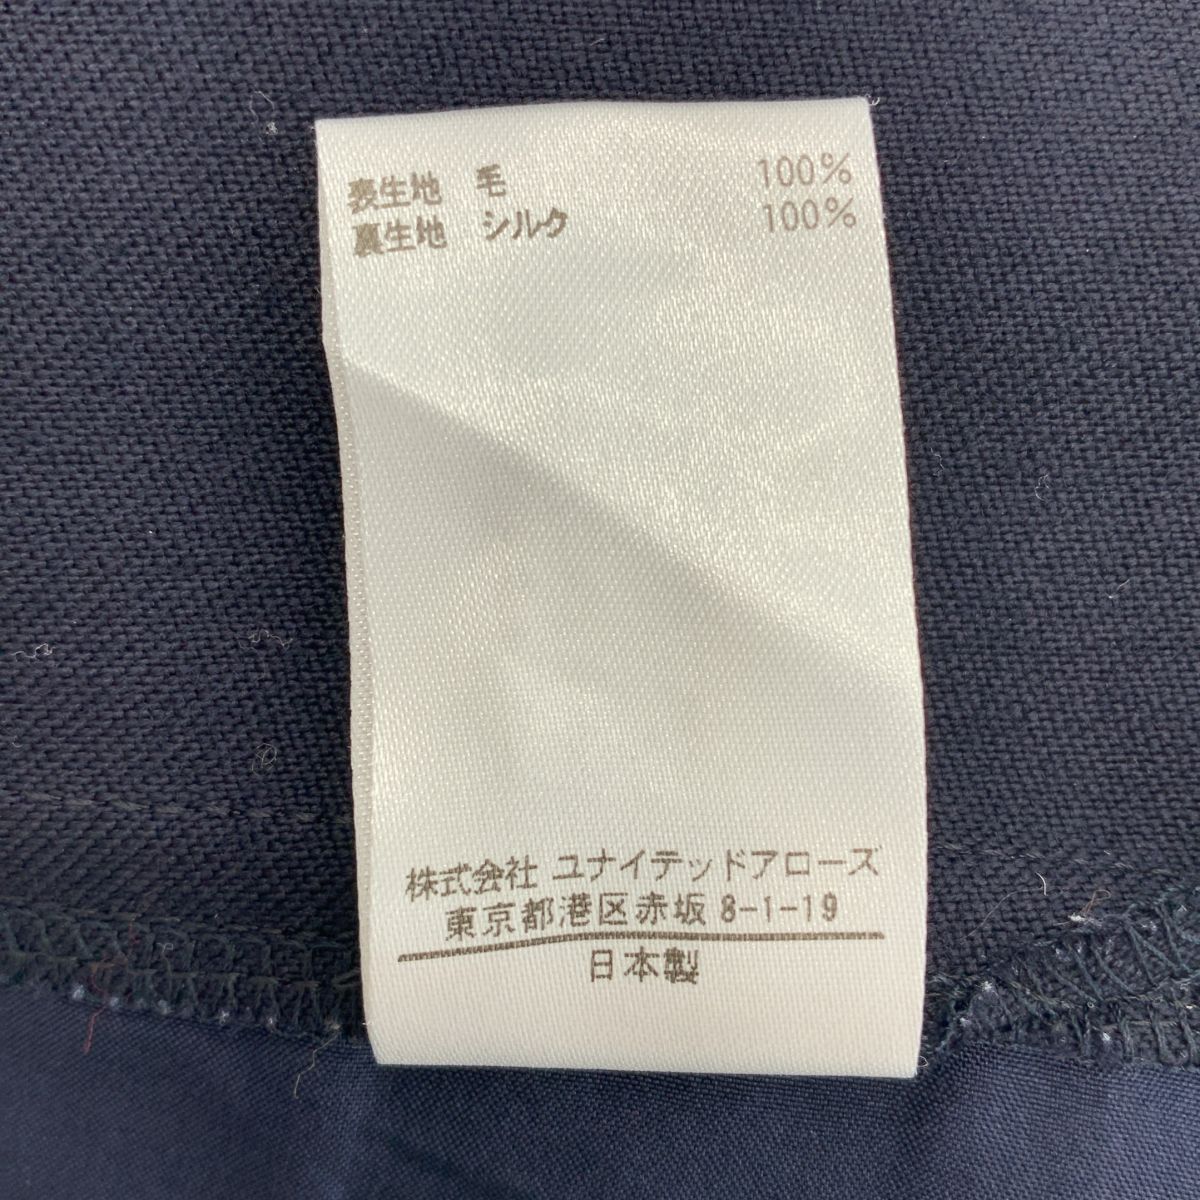 表生地 毛 100%
裏生地 シルク 100%
株式会社 ユナイテッドアローズ
東京都港区赤坂 8-1-19
日本製